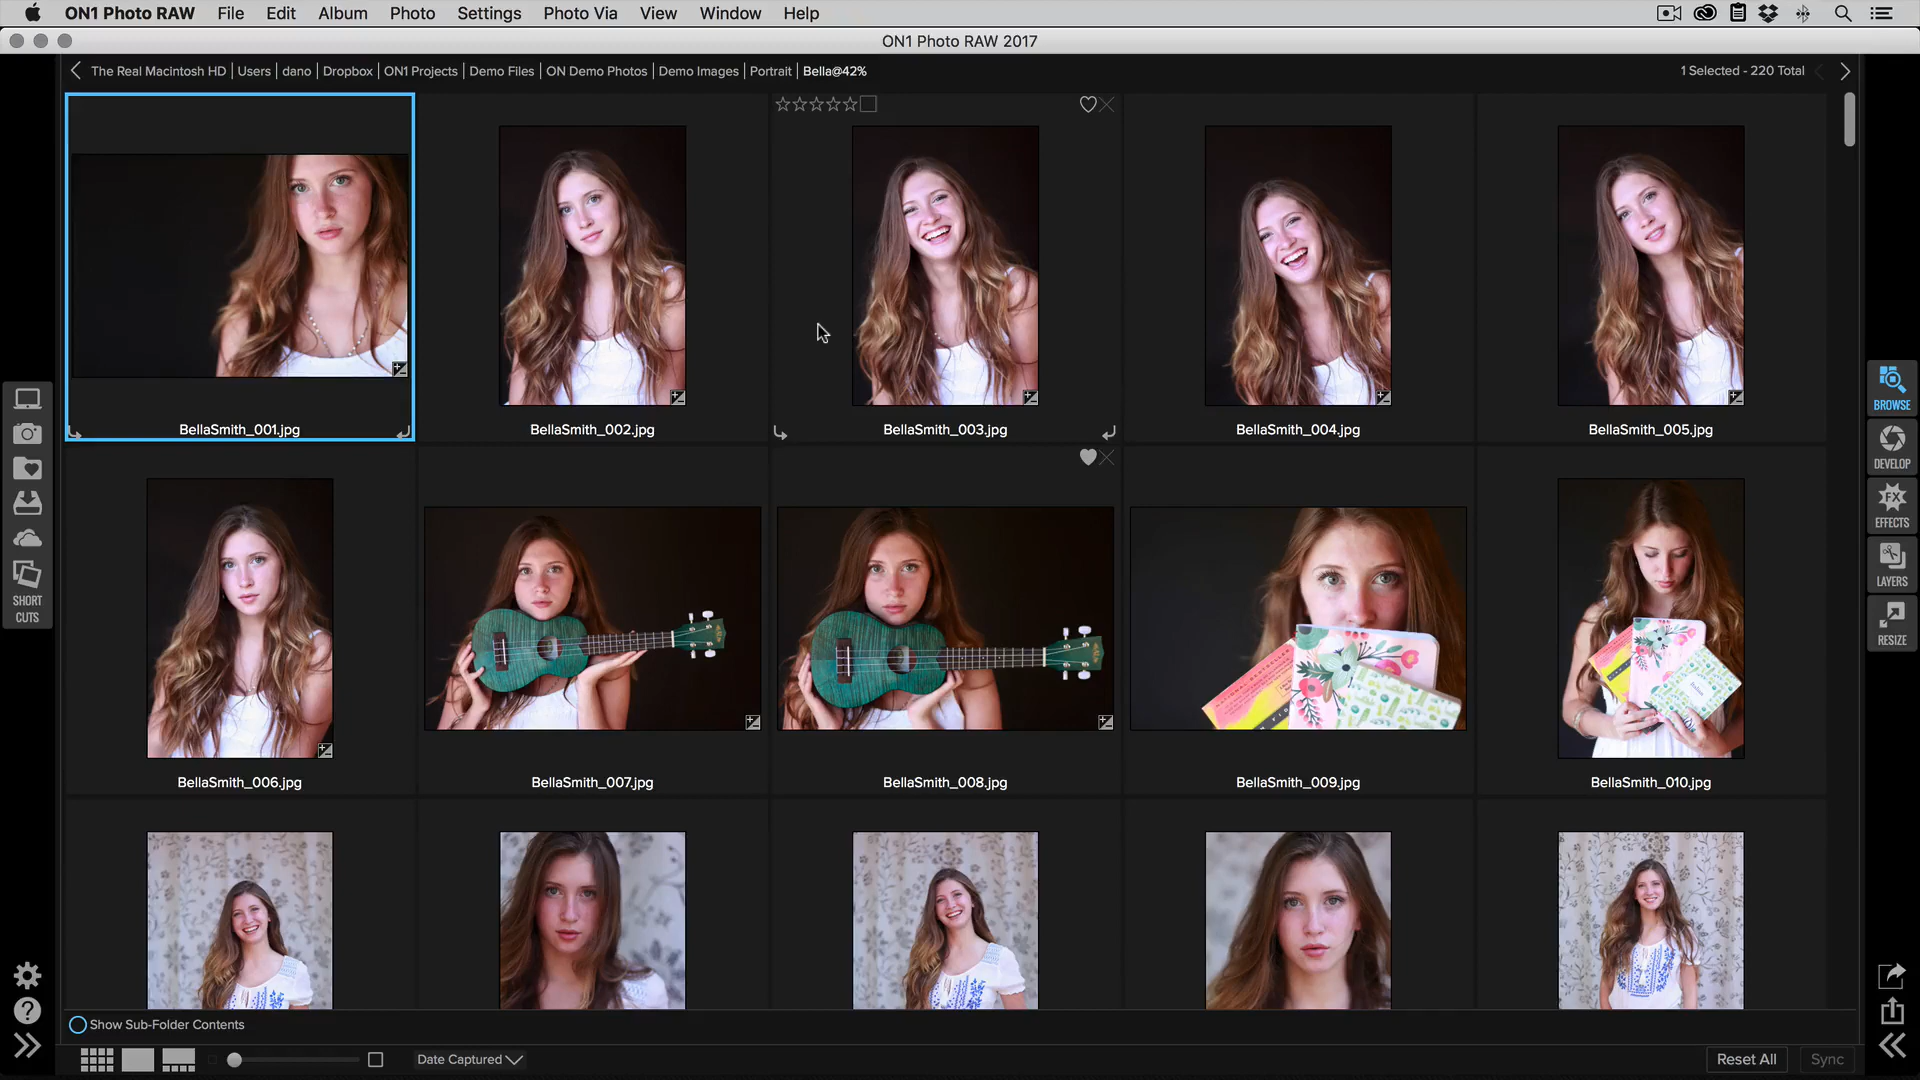 ON1 Photo RAW File Edit Album Photo Settings Photo Via View Window Help
ON1 Photo RAW 2017
The Real Macintosh HD | Users | dano | Dropbox | ON1 Projects | Demo Files | ON Demo Photos | Demo Images | Portrait | Bella@42% 1 Selected - 220 Total
BellaSmith_001.jpg BellaSmith_002.jpg BellaSmith_003.jpg BellaSmith_004.jpg BellaSmith_005.jpg
BROWSE
DEVELOP
EFFECTS
LAYERS
RESIZE
FX
SHORT
CUTS
BellaSmith_006.jpg BellaSmith_007.jpg BellaSmith_008.jpg BellaSmith_009.jpg BellaSmith_010.jpg
Show Sub-Folder Contents
Date Captured Reset All Sync